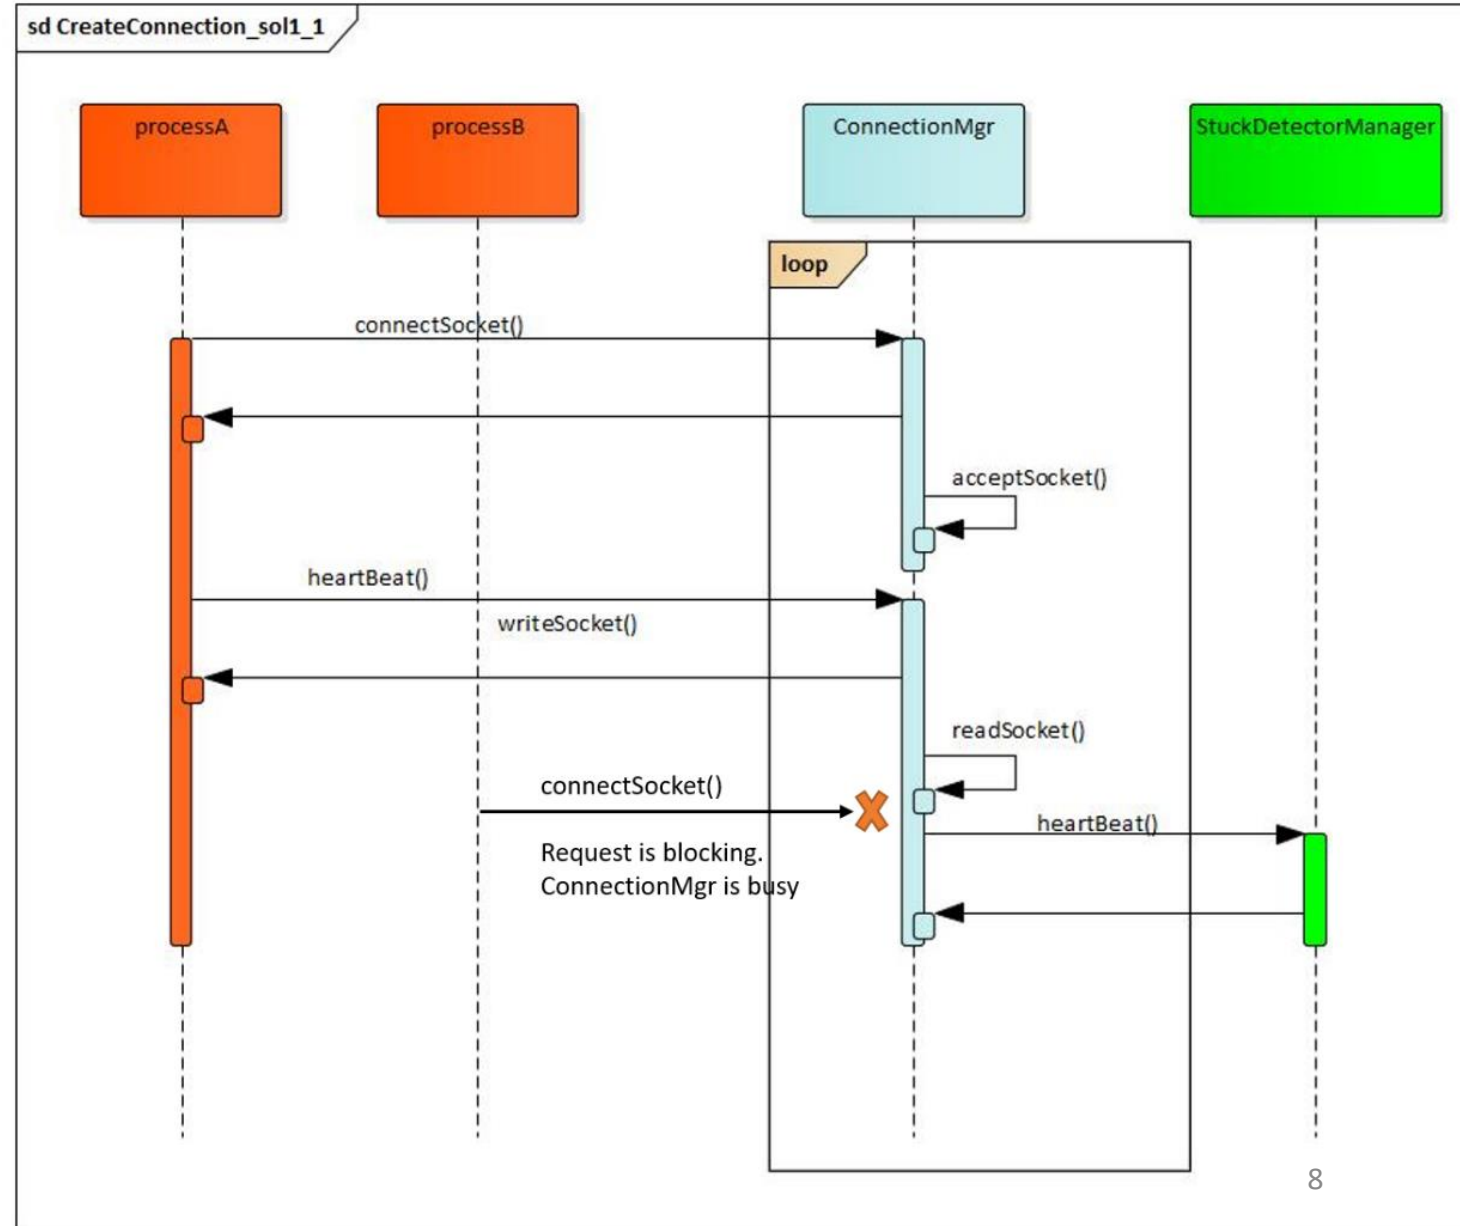 sd CreateConnection_sol1_1
processA
processB
ConnectionMgr
StuckDetectorManager
loop
connectSocket()
acceptSocket()
heartBeat()
writeSocket()
readSocket()
connectSocket()
heartBeat()
Request is blocking.
ConnectionMgr is busy
8